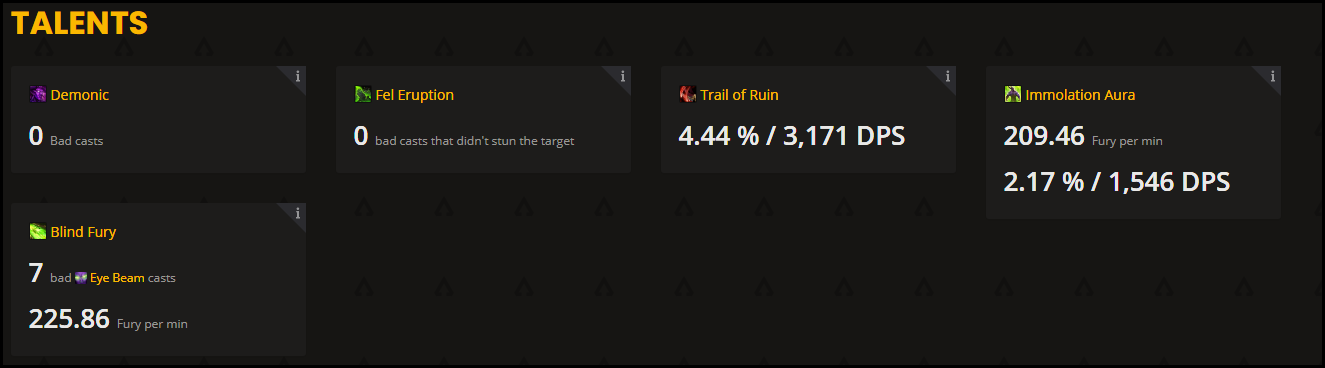 TALENTS
Demonic
0 Bad casts
Fel Eruption
0 bad casts that didn't stun the target
Trail of Ruin
4.44 % / 3,171 DPS
Immolation Aura
209.46 Fury per min
2.17 % / 1,546 DPS
Blind Fury
7 bad Eye Beam casts
225.86 Fury per min